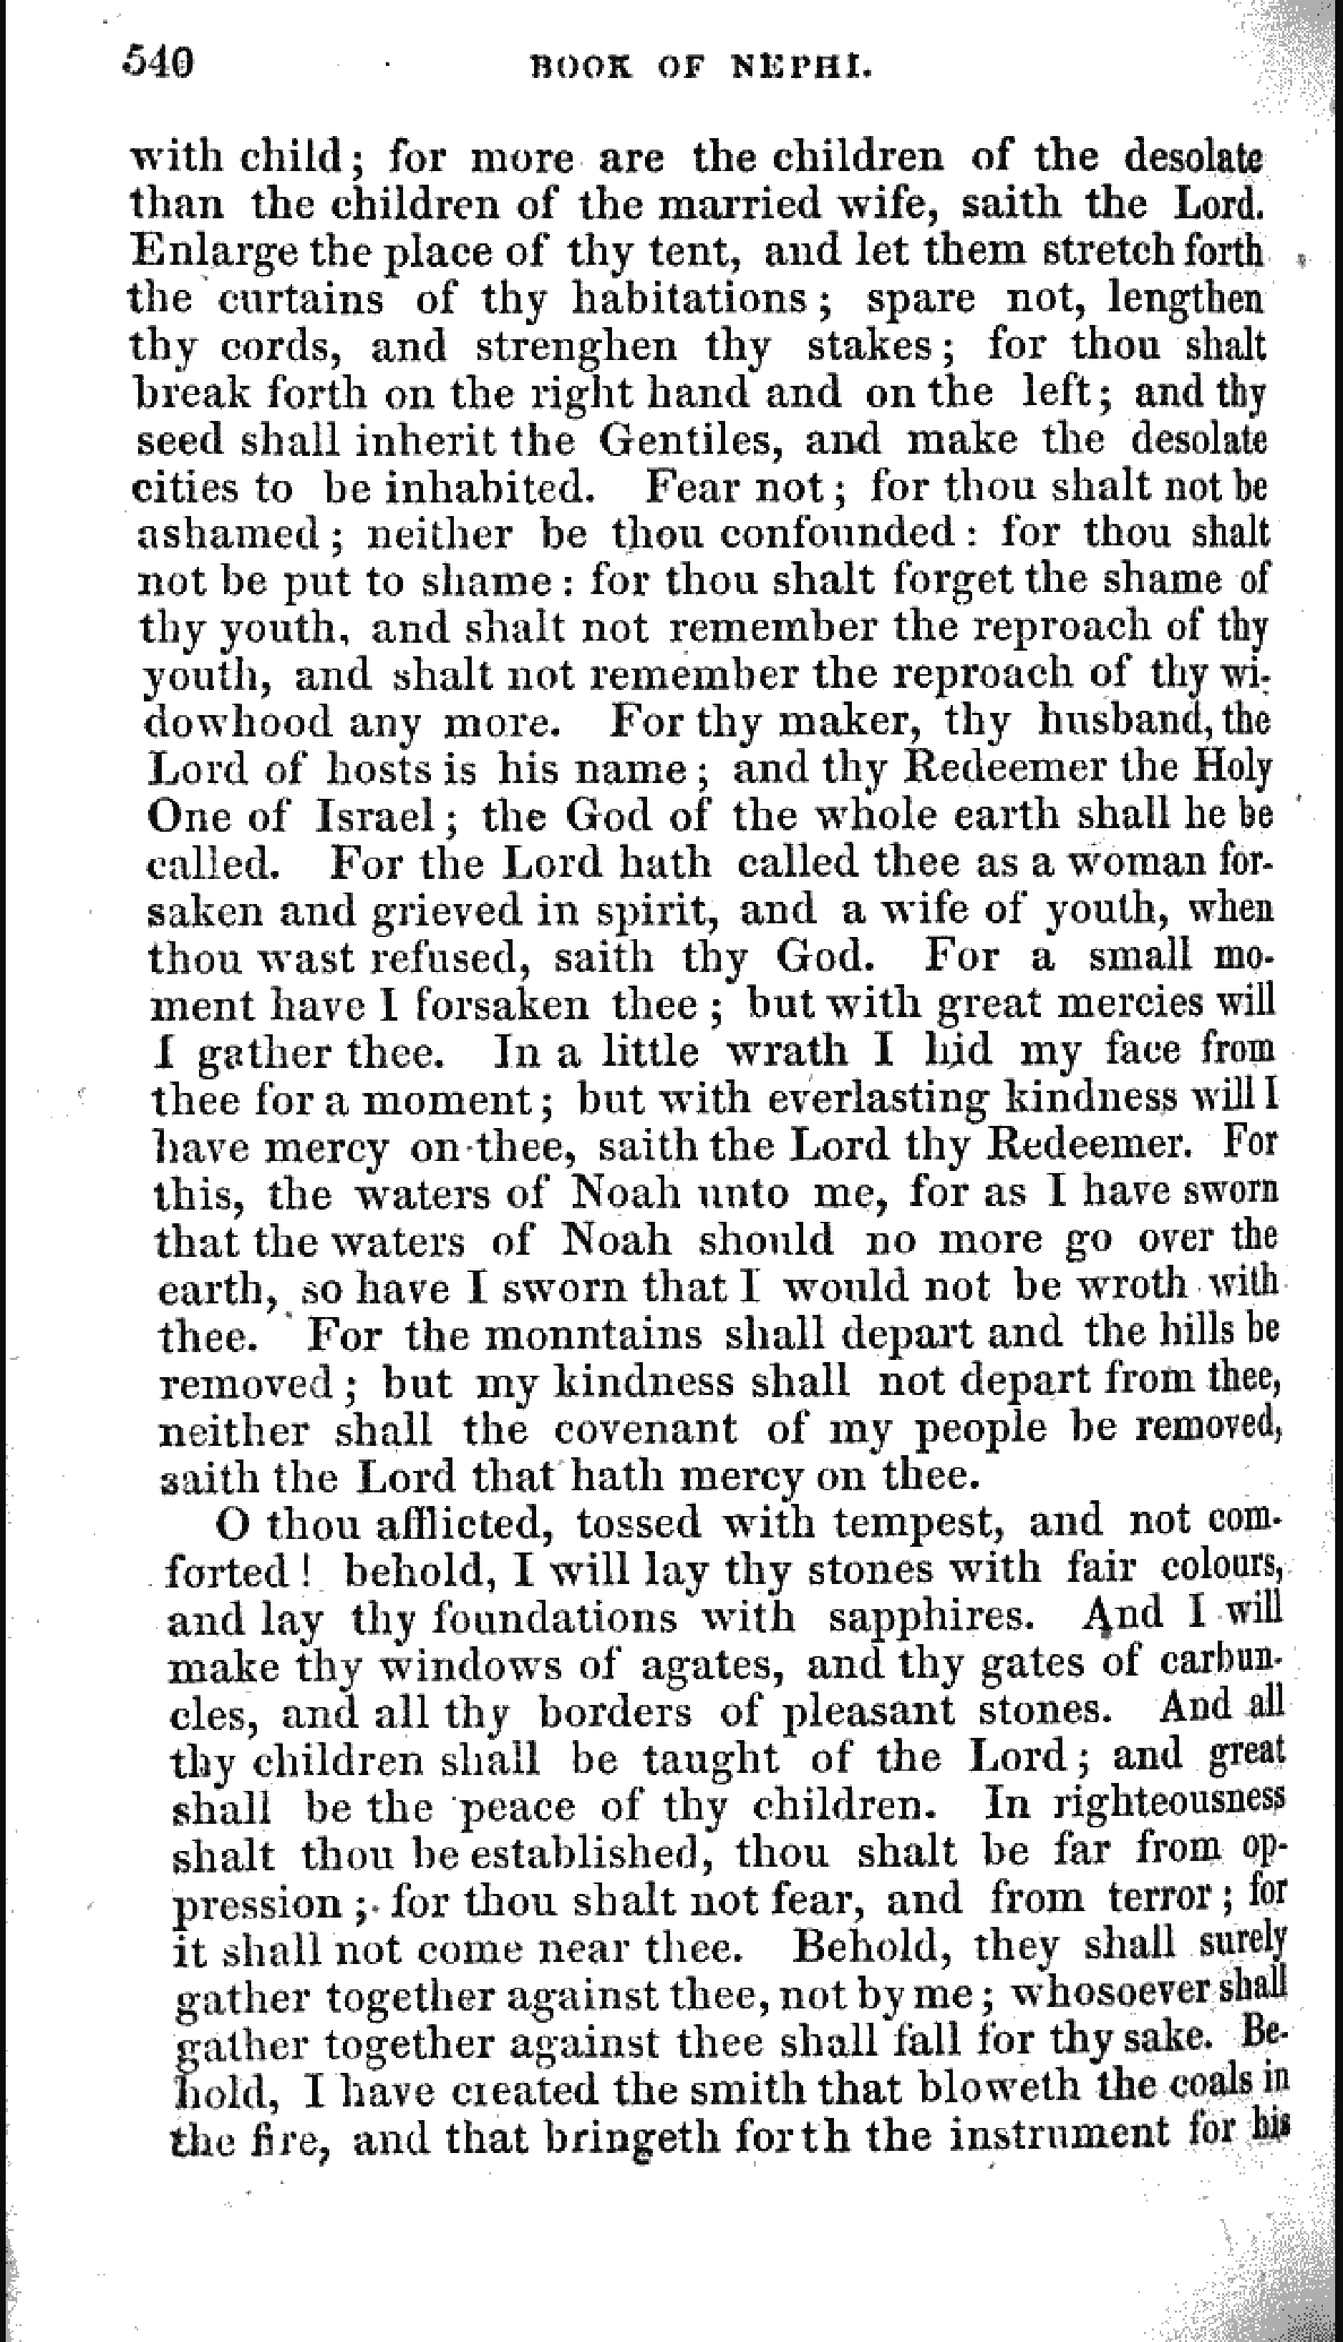 540 BOOK OF NEPHI.
with child; for more are the children of the desolate
than the children of the married wife, saith the Lord.
Enlarge the place of thy tent, and let them stretch forth
the curtains of thy habitations; spare not, lengthen
thy cords, and strenghen thy stakes; for thou shalt
break forth on the right hand and on the left; and thy
seed shall inherit the Gentiles, and make the desolate
cities to be inhabited. Fear not; for thou shalt not be
ashamed; neither be thou confounded: for thou shalt
not be put to shame: for thou shalt forget the shame of
thy youth, and shalt not remember the reproach of thy
youth, and shalt not remember the reproach of thy wi-
dowhood any more. For thy maker, thy husband, the
Lord of hosts is his name; and thy Redeemer the Holy
One of Israel; the God of the whole earth shall he be
called. For the Lord hath called thee as a woman for-
saken and grieved in spirit, and a wife of youth, when
thou wast refused, saith thy God. For a small mo-
ment have I forsaken thee; but with great mercies will
I gather thee. In a little wrath I hid my face from
thee for a moment; but with everlasting kindness will I
have mercy on thee, saith the Lord thy Redeemer. For
this, the waters of Noah unto me, for as I have sworn
that the waters of Noah should no more go over the
earth, so have I sworn that I would not be wroth with
thee. For the monntains shall depart and the hills be
removed; but my kindness shall not depart from thee,
neither shall the covenant of my people be removed,
saith the Lord that hath mercy on thee.
O thou afflicted, tossed with tempest, and not com-
forted! behold, I will lay thy stones with fair colours,
and lay thy foundations with sapphires. And I will
make thy windows of agates, and thy gates of carbun-
cles, and all thy borders of pleasant stones. And all
thy children shall be taught of the Lord; and great
shall be the peace of thy children. In righteousness
shalt thou be established, thou shalt be far from op-
pression; for thou shalt not fear, and from terror; for
it shall not come near thee. Behold, they shall surely
gather together against thee, not by me; whosoever shall
gather together against thee shall fall for thy sake. Be-
hold, I have created the smith that bloweth the coals in
the fire, and that bringeth forth the instrument for his